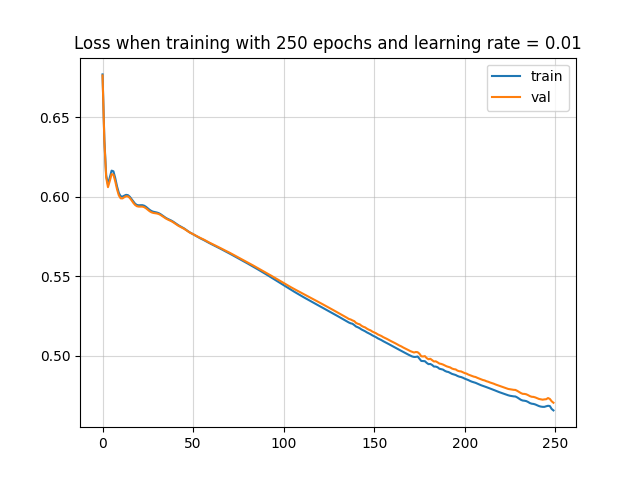 Loss when training with 250 epochs and learning rate = 0.01
train
val
0.65
0.60
0.55
0.50
0 50 100 150 200 250